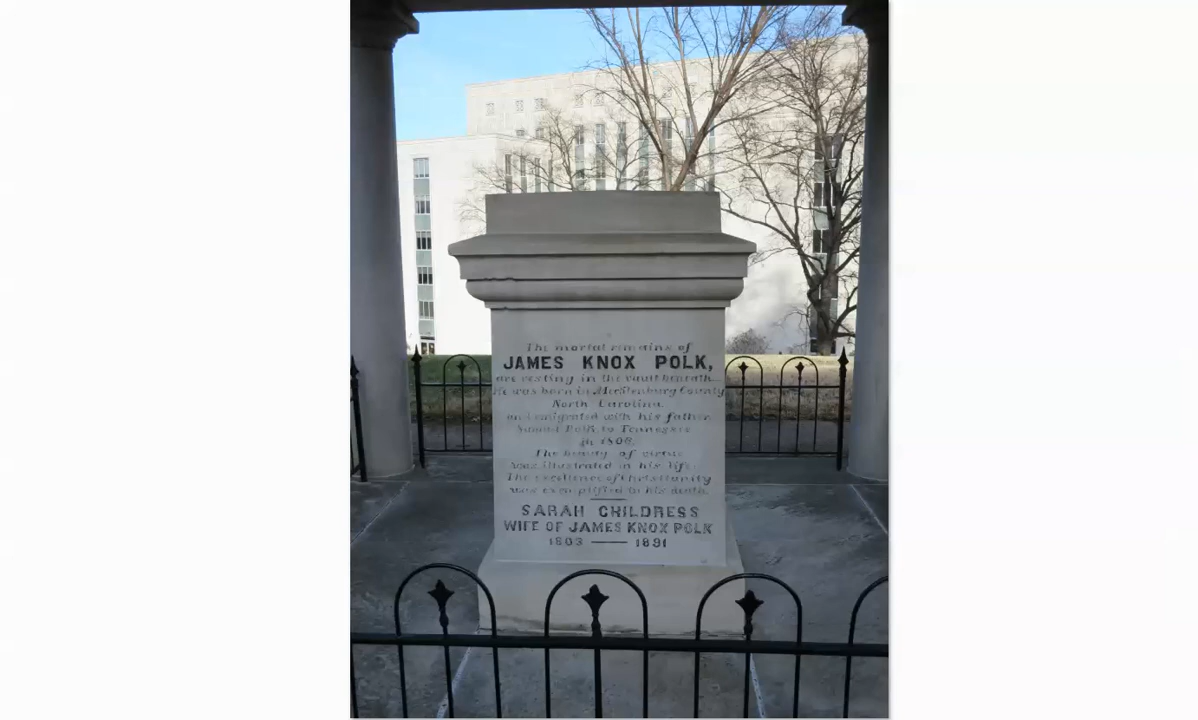 The mortal remains of
JAMES KNOX POLK,
are resting in the vault beneath
He was born in Mecklenburg County
North Carolina.
and emigrated with his father,
Samuel Polk, to Tennessee
in 1806.
The beauty of virtue
was illustrated in his life.
The excellence of Christianity
was exemplified in his death.
SARAH CHILDRESS
WIFE OF JAMES KNOX POLK
1803 — 1891